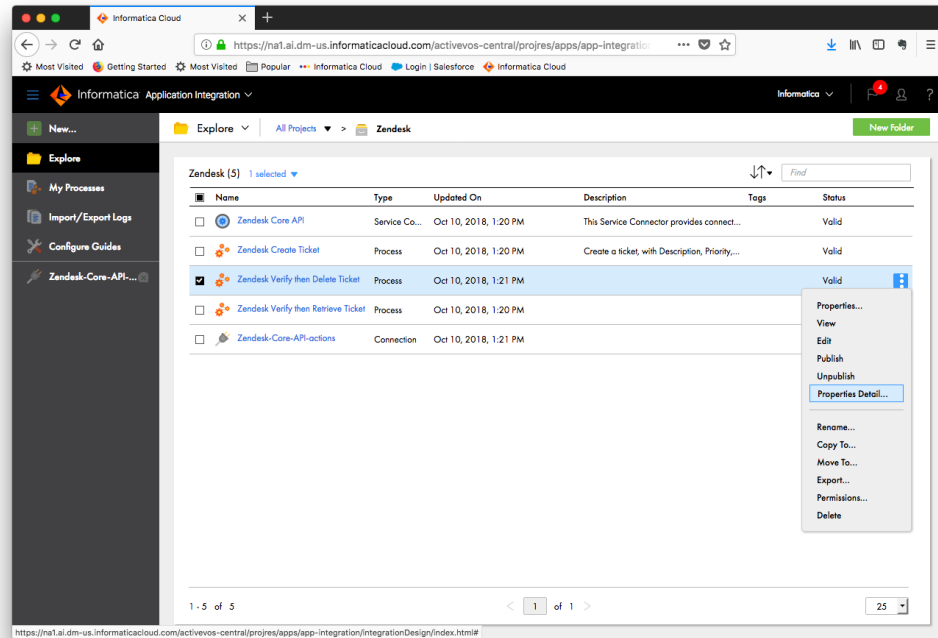 Informatica Cloud
https://na1.ai.dm-us.informaticacloud.com/activevos-central/projres/apps/app-integration
Most Visited Getting Started Most Visited Popular Informatica Cloud Login | Salesforce Informatica Cloud
Informatica Application Integration Informatica 4 ?
New... Explore All Projects > Zendesk New Folder
Explore
My Processes
Import/Export Logs
Configure Guides
Zendesk-Core-API-...
Zendesk (5) 1 selected Find
Name Type Updated On Description Tags Status
Zendesk Core API Service Co... Oct 10, 2018, 1:20 PM This Service Connector provides connect... Valid
Zendesk Create Ticket Process Oct 10, 2018, 1:20 PM Create a ticket, with Description, Priority,... Valid
Zendesk Verify then Delete Ticket Process Oct 10, 2018, 1:21 PM Valid
Zendesk Verify then Retrieve Ticket Process Oct 10, 2018, 1:20 PM
Zendesk-Core-API-actions Connection Oct 10, 2018, 1:21 PM
Properties...
View
Edit
Publish
Unpublish
Properties Detail...
Rename...
Copy To...
Move To...
Export...
Permissions...
Delete
1 - 5 of 5 < 1 of 1 > 25
https://na1.ai.dm-us.informaticacloud.com/activevos-central/projres/apps/app-integration/integrationDesign/index.html#